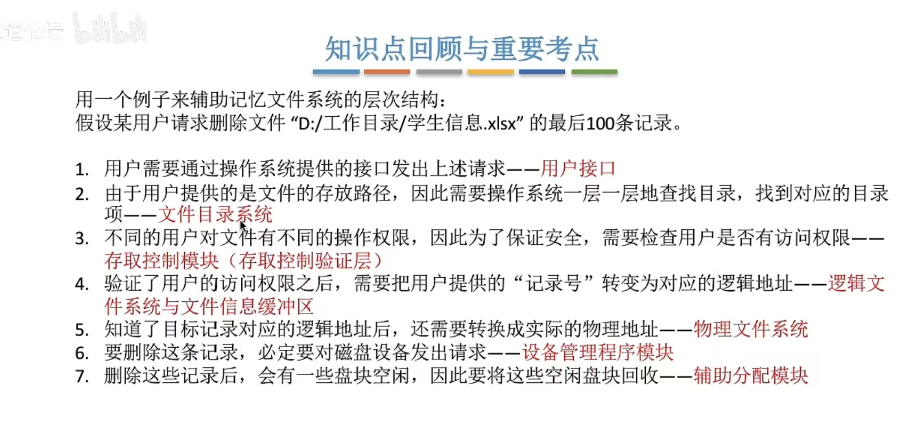 bilibili
知识点回顾与重要考点
用一个例子来辅助记忆文件系统的层次结构：
假设某用户请求删除文件 “D:/工作目录/学生信息.xlsx” 的最后100条记录。
1. 用户需要通过操作系统提供的接口发出上述请求——用户接口
2. 由于用户提供的是文件的存放路径，因此需要操作系统一层一层地查找目录，找到对应的目录
项——文件目录系统
3. 不同的用户对文件有不同的操作权限，因此为了保证安全，需要检查用户是否有访问权限——
存取控制模块（存取控制验证层）
4. 验证了用户的访问权限之后，需要把用户提供的“记录号”转变为对应的逻辑地址——逻辑文
件系统与文件信息缓冲区
5. 知道了目标记录对应的逻辑地址后，还需要转换成实际的物理地址——物理文件系统
6. 要删除这条记录，必定要对磁盘设备发出请求——设备管理程序模块
7. 删除这些记录后，会有一些盘块空闲，因此要将这些空闲盘块回收——辅助分配模块